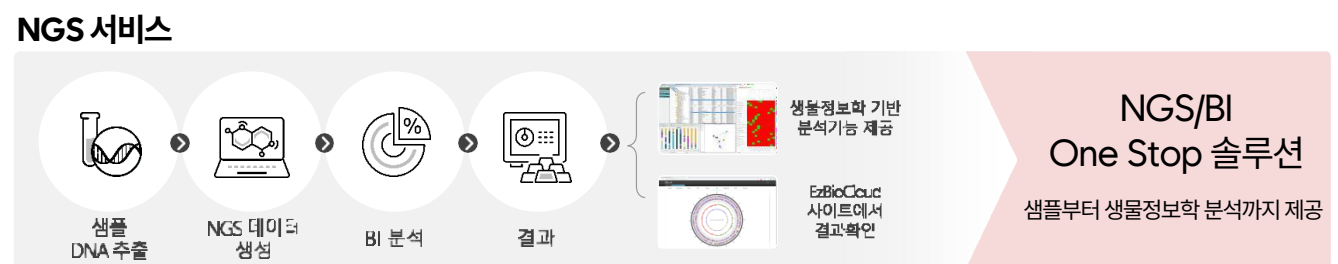 NGS 서비스
샘플
DNA 추출
NGS 데이터
생성
BI 분석
%
결과
생물정보학 기반
분석기능 제공
EzBioCloud
사이트에서
결과확인
NGS/BI
One Stop 솔루션
샘플부터 생물정보학 분석까지 제공